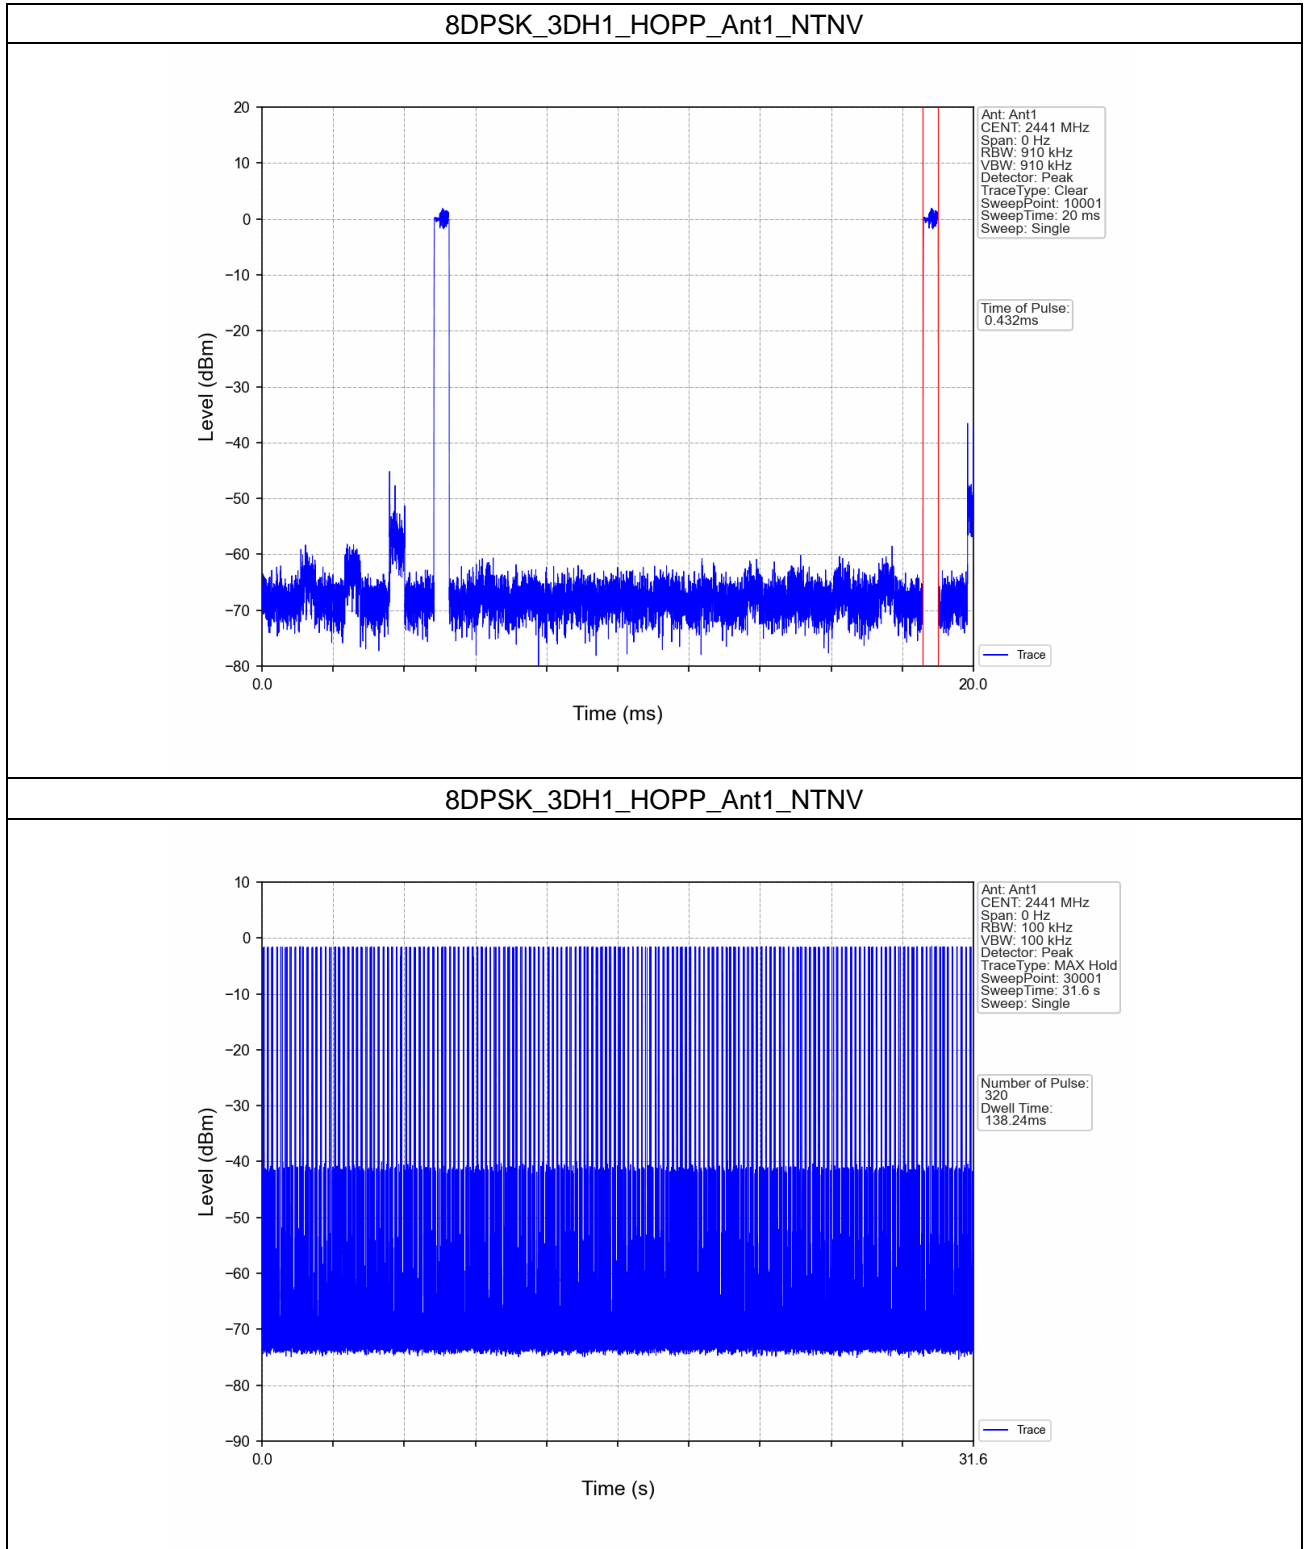 8DPSK_3DH1_HOPP_Ant1_NTNV
20
10
0
−10
−20
−30
−40
−50
−60
−70
−80
Level (dBm)
0.0
20.0
Time (ms)
Ant: Ant1
CENT: 2441 MHz
Span: 0 Hz
RBW: 910 kHz
VBW: 910 kHz
Detector: Peak
TraceType: Clear
SweepPoint: 10001
SweepTime: 20 ms
Sweep: Single
Time of Pulse:
0.432ms
Trace
8DPSK_3DH1_HOPP_Ant1_NTNV
10
0
−10
−20
−30
−40
−50
−60
−70
−80
−90
Level (dBm)
0.0
31.6
Time (s)
Ant: Ant1
CENT: 2441 MHz
Span: 0 Hz
RBW: 100 kHz
VBW: 100 kHz
Detector: Peak
TraceType: MAX Hold
SweepPoint: 30001
SweepTime: 31.6 s
Sweep: Single
Number of Pulse:
320
Dwell Time:
138.24ms
Trace